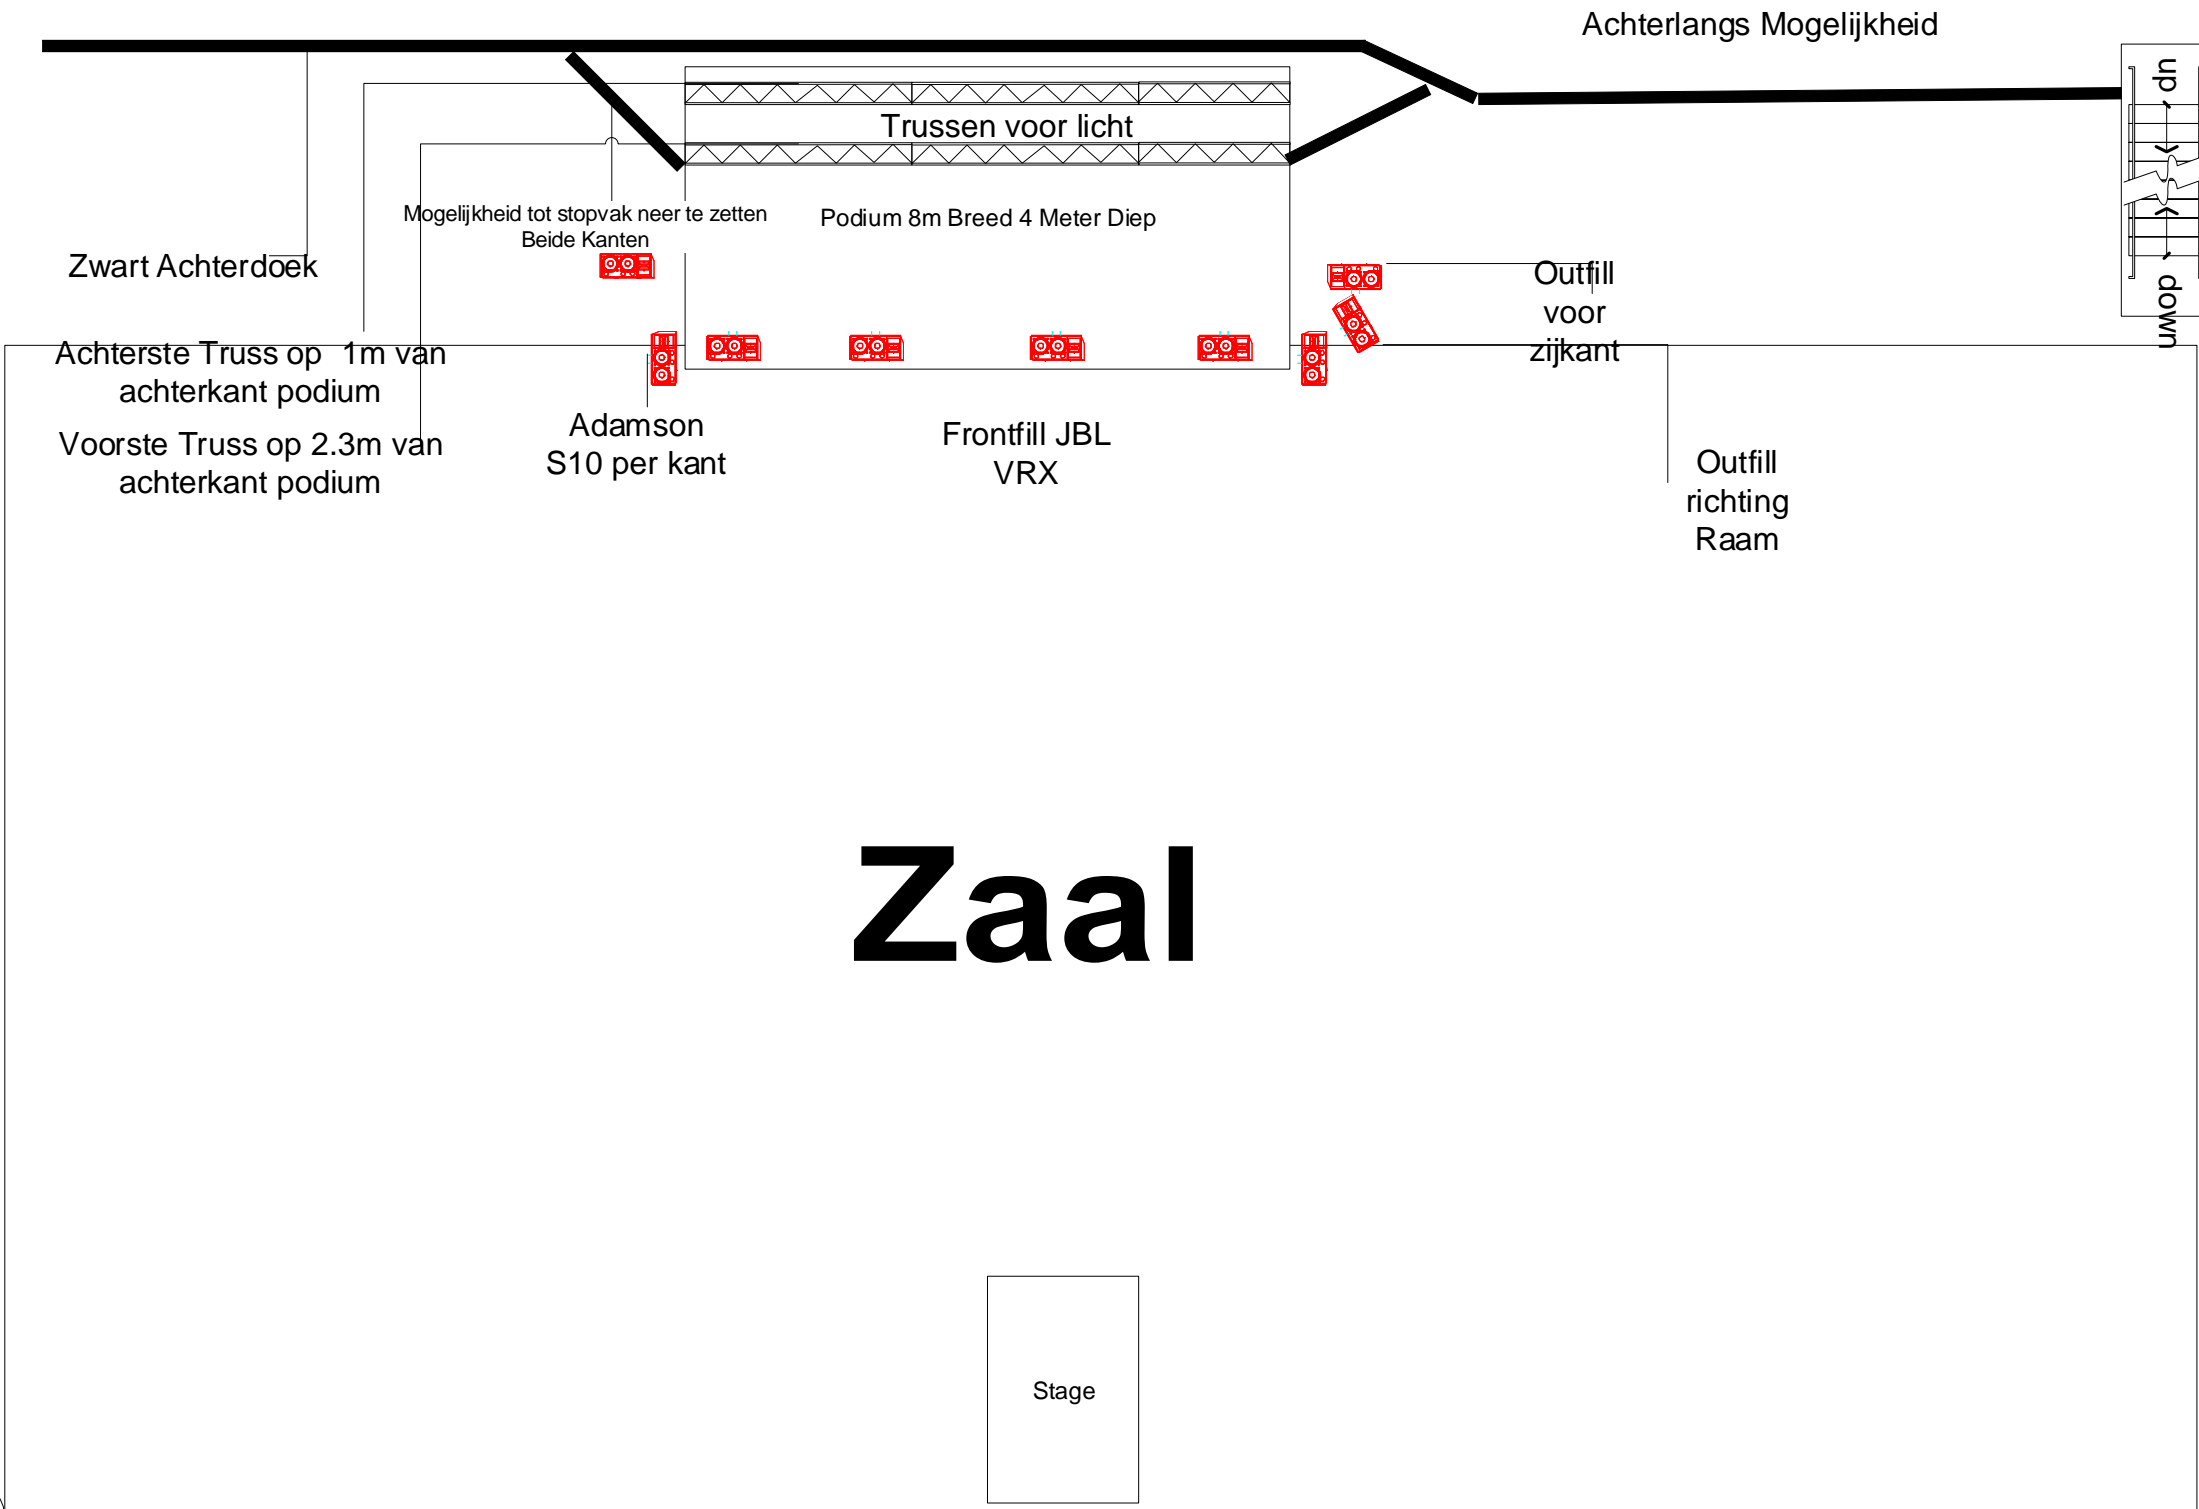 Achterlangs Mogelijkheid
up
Trussen voor licht
Mogelijkheid tot stopvak neer te zetten
Beide Kanten
Podium 8m Breed 4 Meter Diep
Zwart Achterdoek
Outfill
voor
zijkant
down
Achterste Truss op  1m van
achterkant podium
Voorste Truss op 2.3m van
achterkant podium
Adamson
S10 per kant
Frontfill JBL
VRX
Outfill
richting
Raam
Zaal
Stage